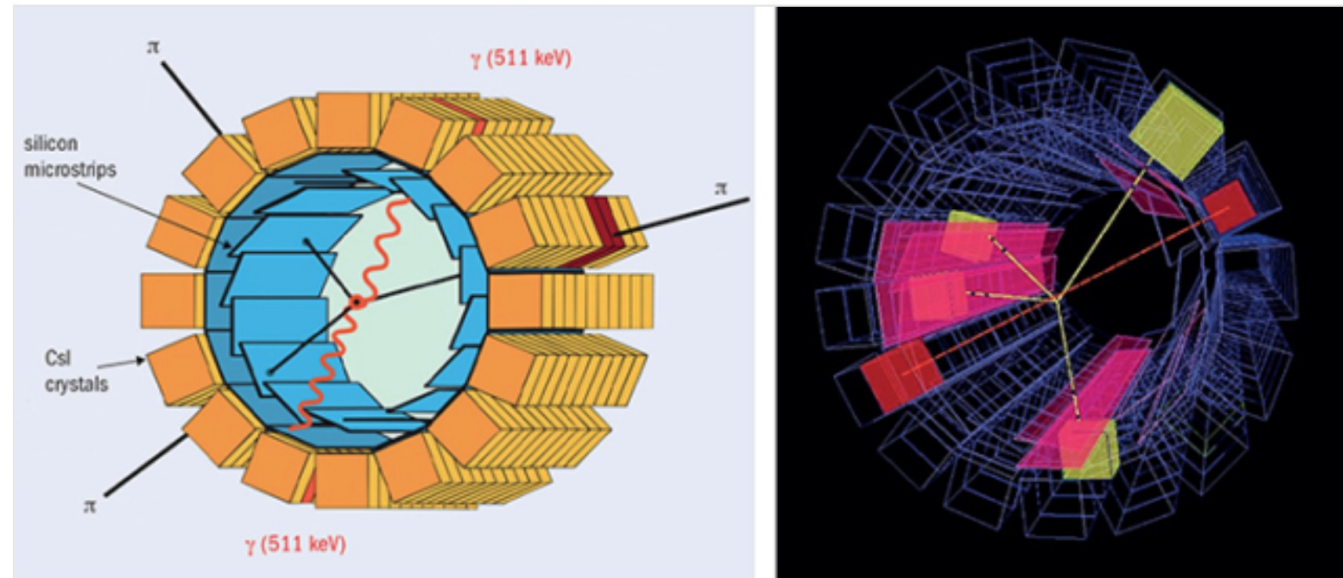 π
γ (511 keV)
silicon
microstrips
π
CsI
crystals
π
γ (511 keV)